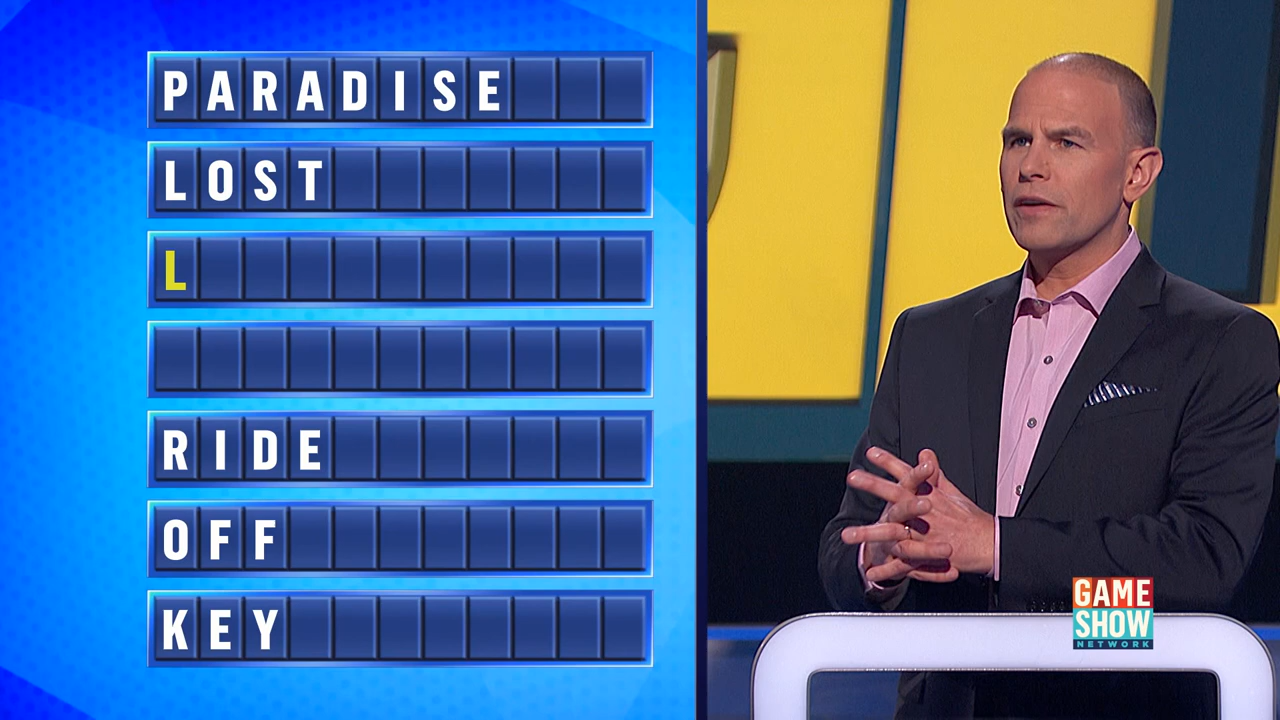 PARADISE
LOST
L
RIDE
OFF
KEY
GAME
SHOW
NETWORK